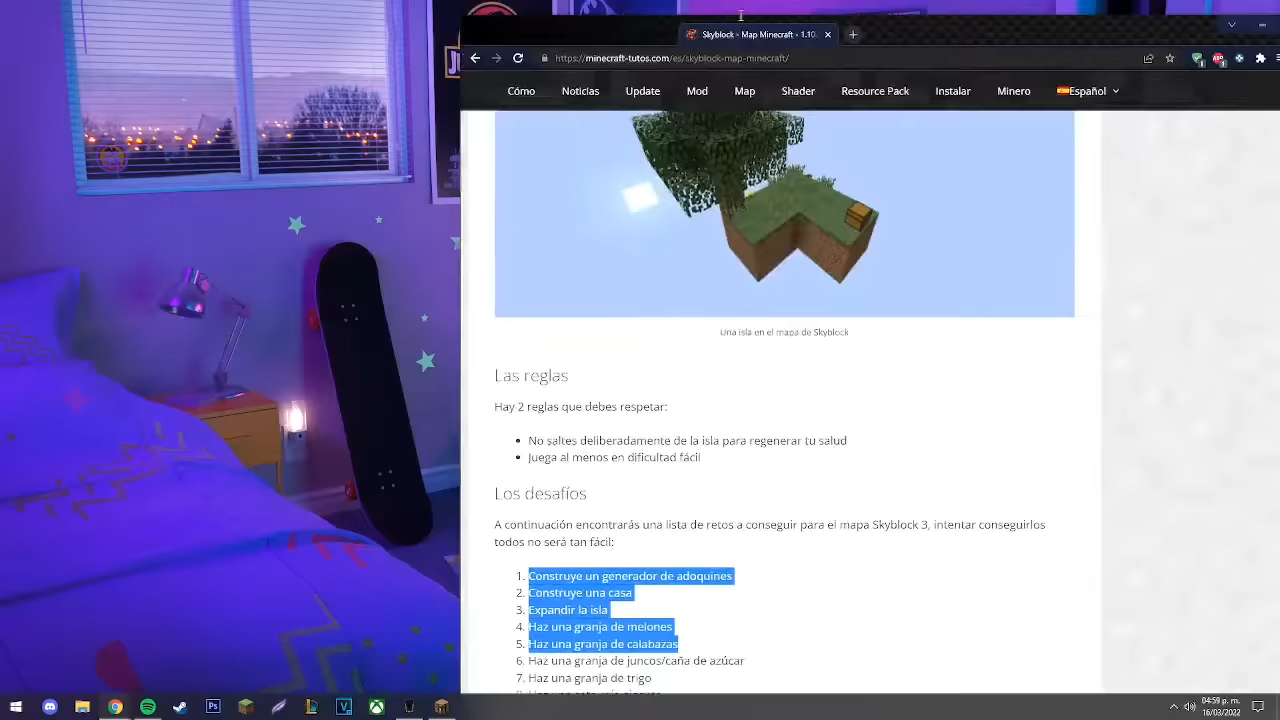 Skyblock - Map Minecraft - 1.10.
https://minecraft-tutos.com/es/skyblock-map-minecraft/
Cómo Noticias Update Mod Map Shader Resource Pack Instalar Minero Español
Una isla en el mapa de Skyblock
Las reglas
Hay 2 reglas que debes respetar:
No saltes deliberadamente de la isla para regenerar tu salud
Juega al menos en dificultad fácil
Los desafíos
A continuación encontrarás una lista de retos a conseguir para el mapa Skyblock 3, intentar conseguirlos
todos no será tan fácil:
1. Construye un generador de adoquines
2. Construye una casa
3. Expandir la isla
4. Haz una granja de melones
5. Haz una granja de calabazas
6. Haz una granja de juncos/caña de azúcar
7. Haz una granja de trigo
04:59 p. m.